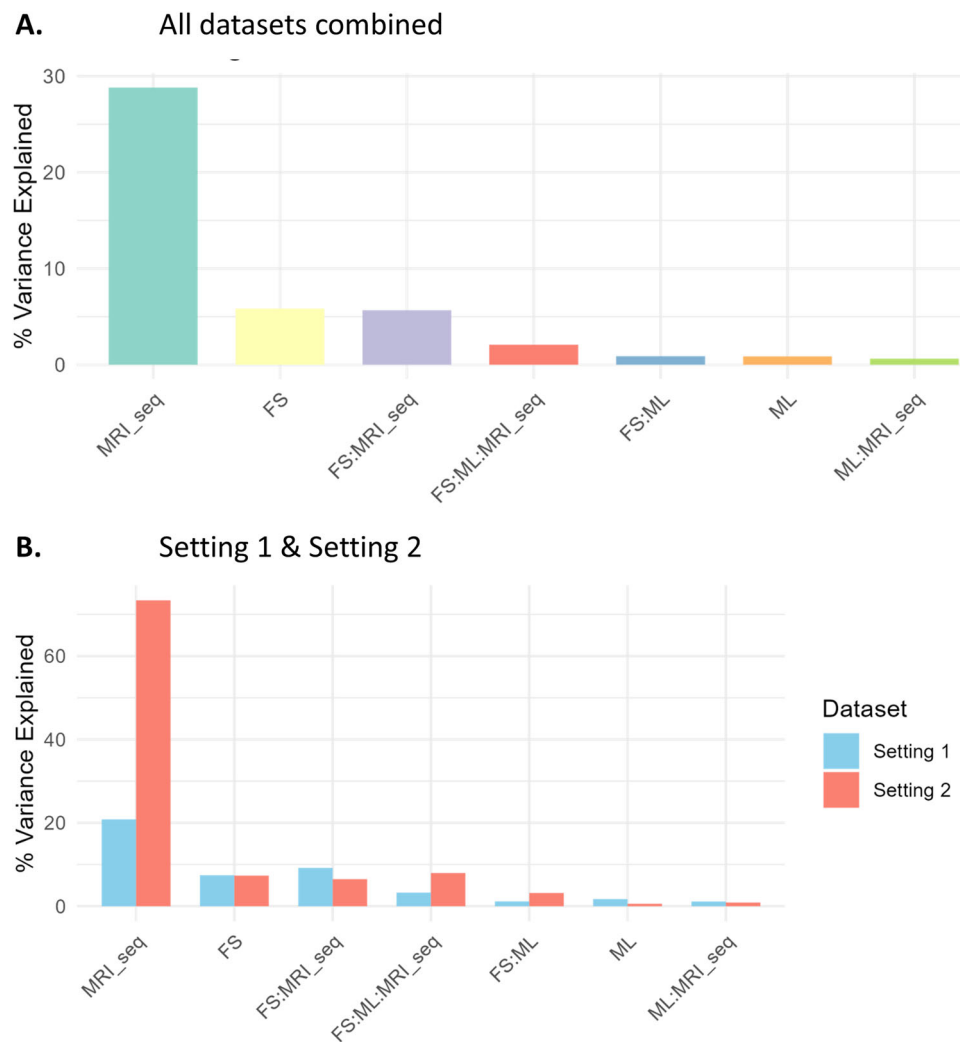 A. All datasets combined
% Variance Explained
30
20
10
0
MRI_seq
FS
FS:MRI_seq
FS:ML:MRI_seq
FS:ML
ML
ML:MRI_seq
B. Setting 1 & Setting 2
% Variance Explained
60
40
20
0
MRI_seq
FS
FS:MRI_seq
FS:ML:MRI_seq
FS:ML
ML
ML:MRI_seq
Dataset
Setting 1
Setting 2